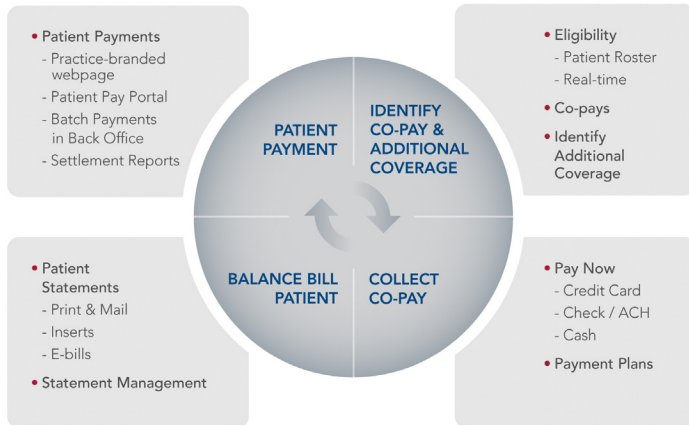 • Patient Payments
- Practice-branded
webpage
- Patient Pay Portal
- Batch Payments
in Back Office
- Settlement Reports
PATIENT
PAYMENT
IDENTIFY
CO-PAY &
ADDITIONAL
COVERAGE
• Eligibility
- Patient Roster
- Real-time
• Co-pays
• Identify
Additional
Coverage
• Patient
Statements
- Print & Mail
- Inserts
- E-bills
• Statement Management
BALANCE BILL
PATIENT
COLLECT
CO-PAY
• Pay Now
- Credit Card
- Check / ACH
- Cash
• Payment Plans